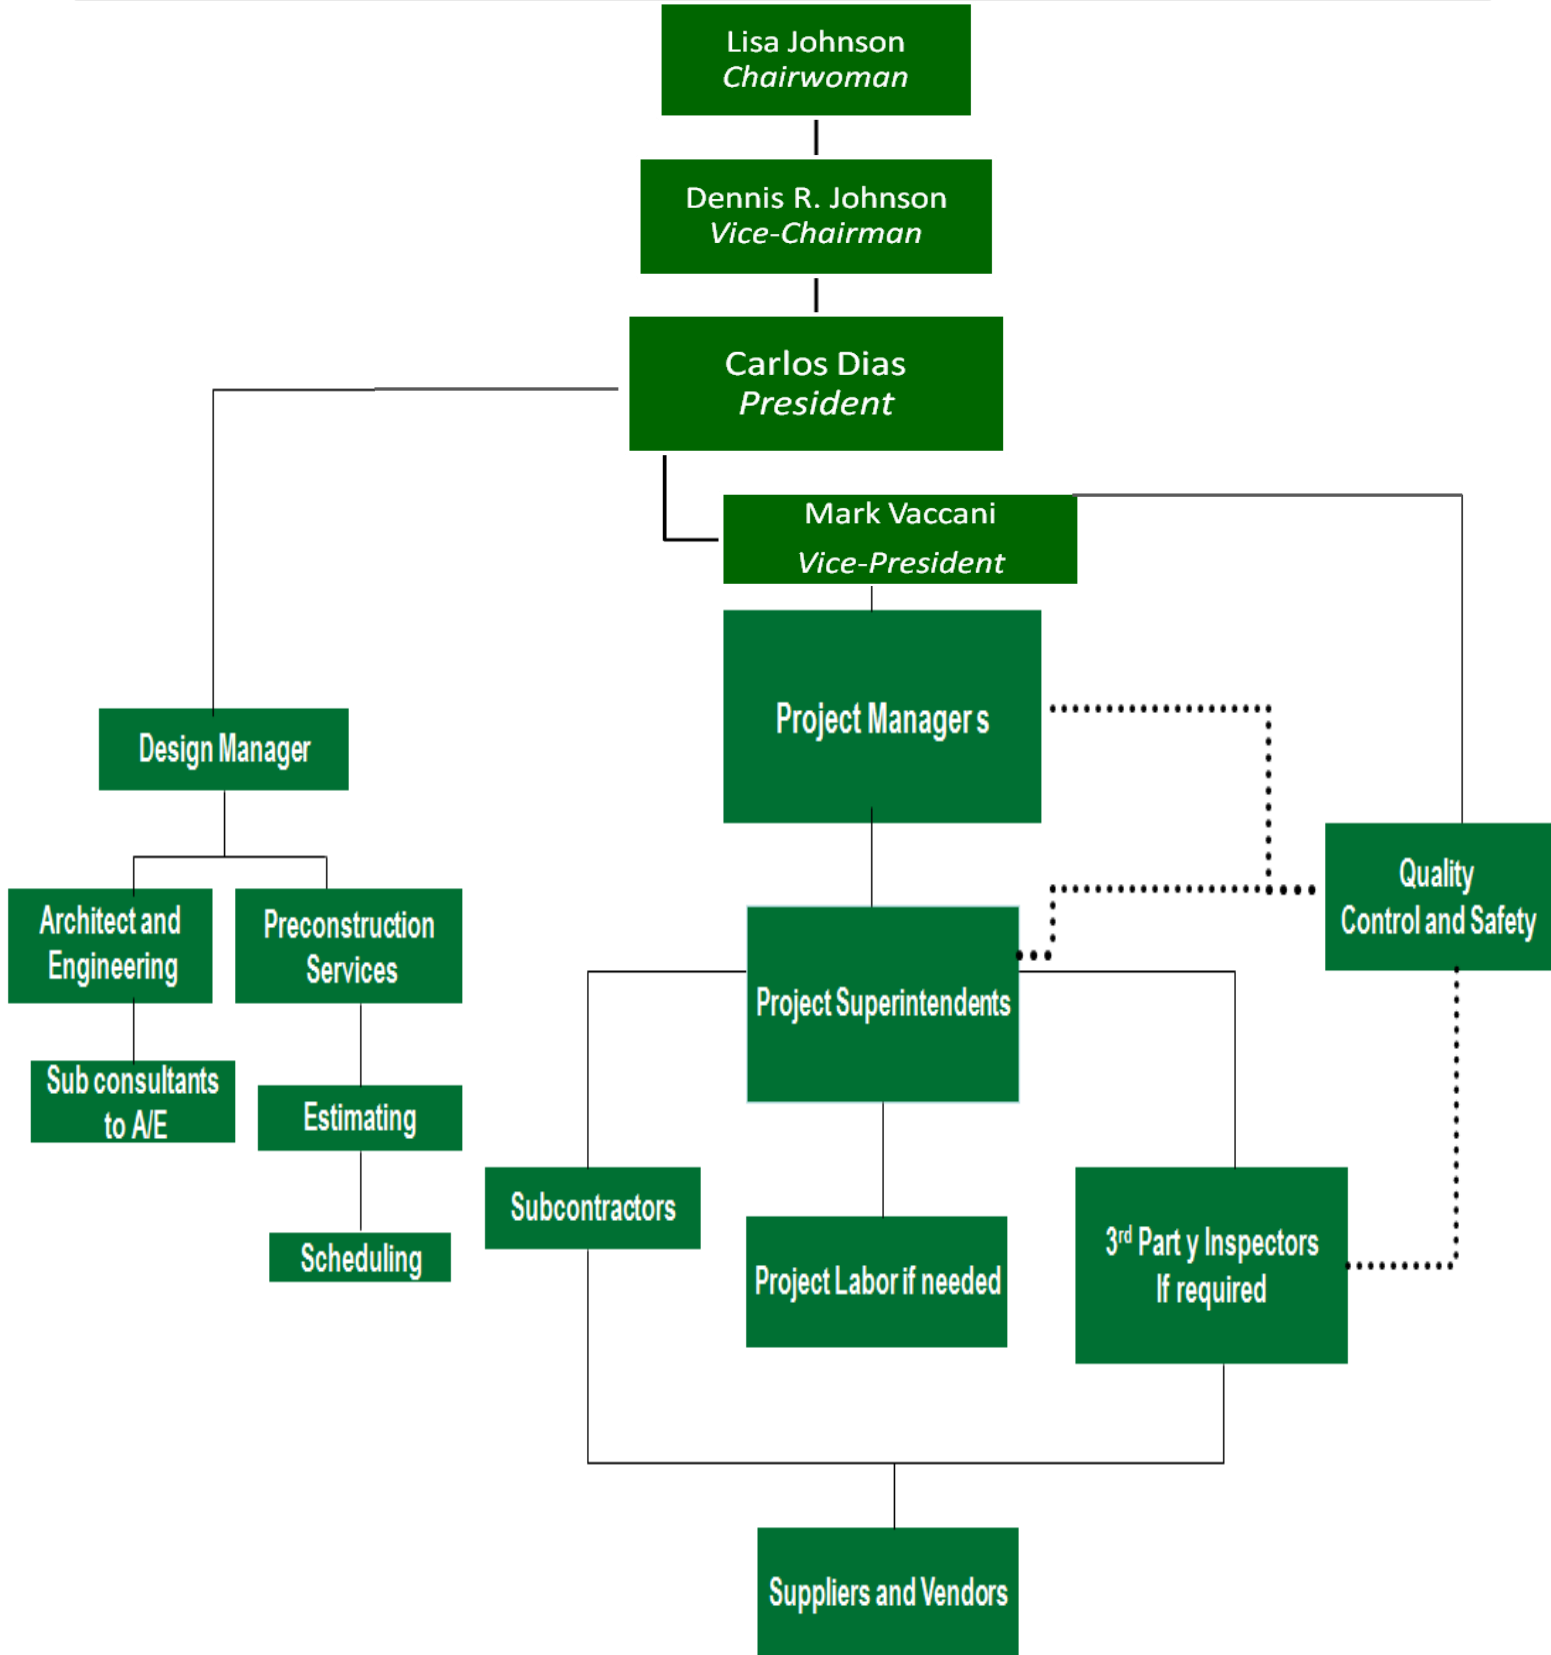 Lisa Johnson
Chairwoman
Dennis R. Johnson
Vice-Chairman
Carlos Dias
President
Mark Vaccani
Vice-President
Project Manager s
Design Manager
Quality
Control and Safety
Architect and
Engineering
Preconstruction
Services
Project Superintendents
Sub consultants
to A/E
Estimating
Subcontractors
Scheduling
Project Labor if needed
3rd Part y Inspectors
If required
Suppliers and Vendors